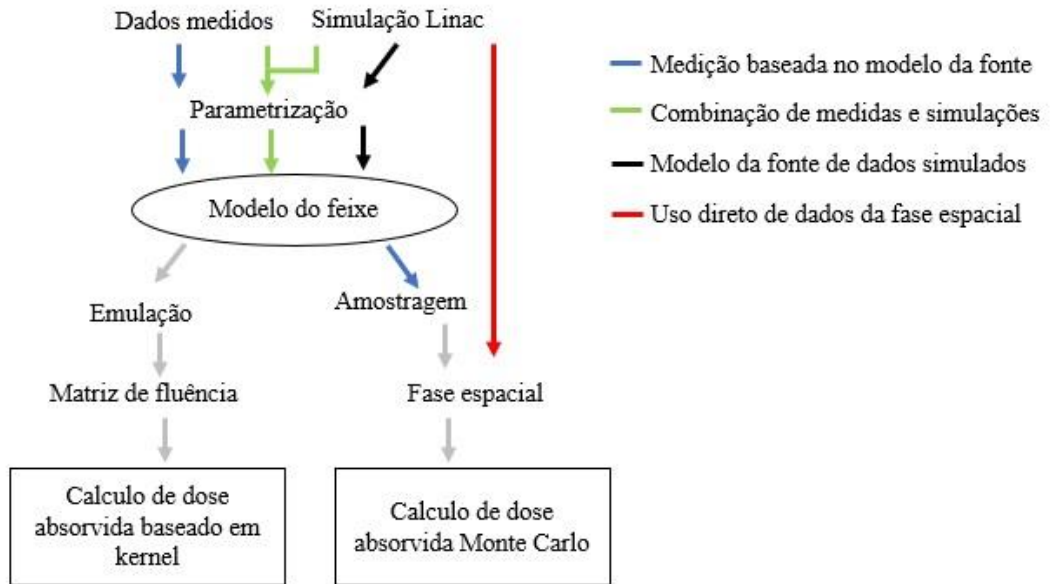 Dados medidos
Simulação Linac
Medição baseada no modelo da fonte
Combinação de medidas e simulações
Modelo da fonte de dados simulados
Uso direto de dados da fase espacial
Parametrização
Modelo do feixe
Emulação
Amostragem
Matriz de fluência
Fase espacial
Calculo de dose
absorvida baseado em
kernel
Calculo de dose
absorvida Monte Carlo